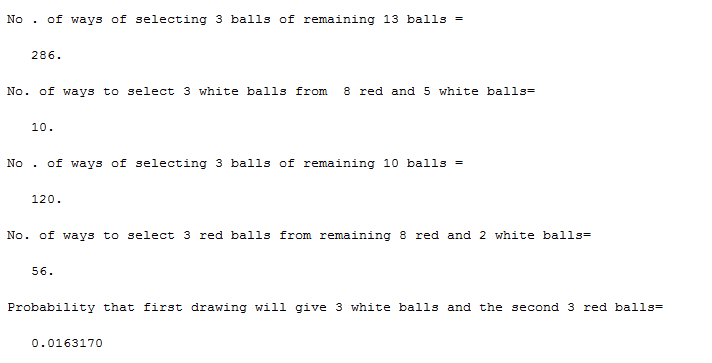 No . of ways of selecting 3 balls of remaining 13 balls =
286.
No. of ways to select 3 white balls from  8 red and 5 white balls=
10.
No . of ways of selecting 3 balls of remaining 10 balls =
120.
No. of ways to select 3 red balls from remaining 8 red and 2 white balls=
56.
Probability that first drawing will give 3 white balls and the second 3 red balls=
0.0163170